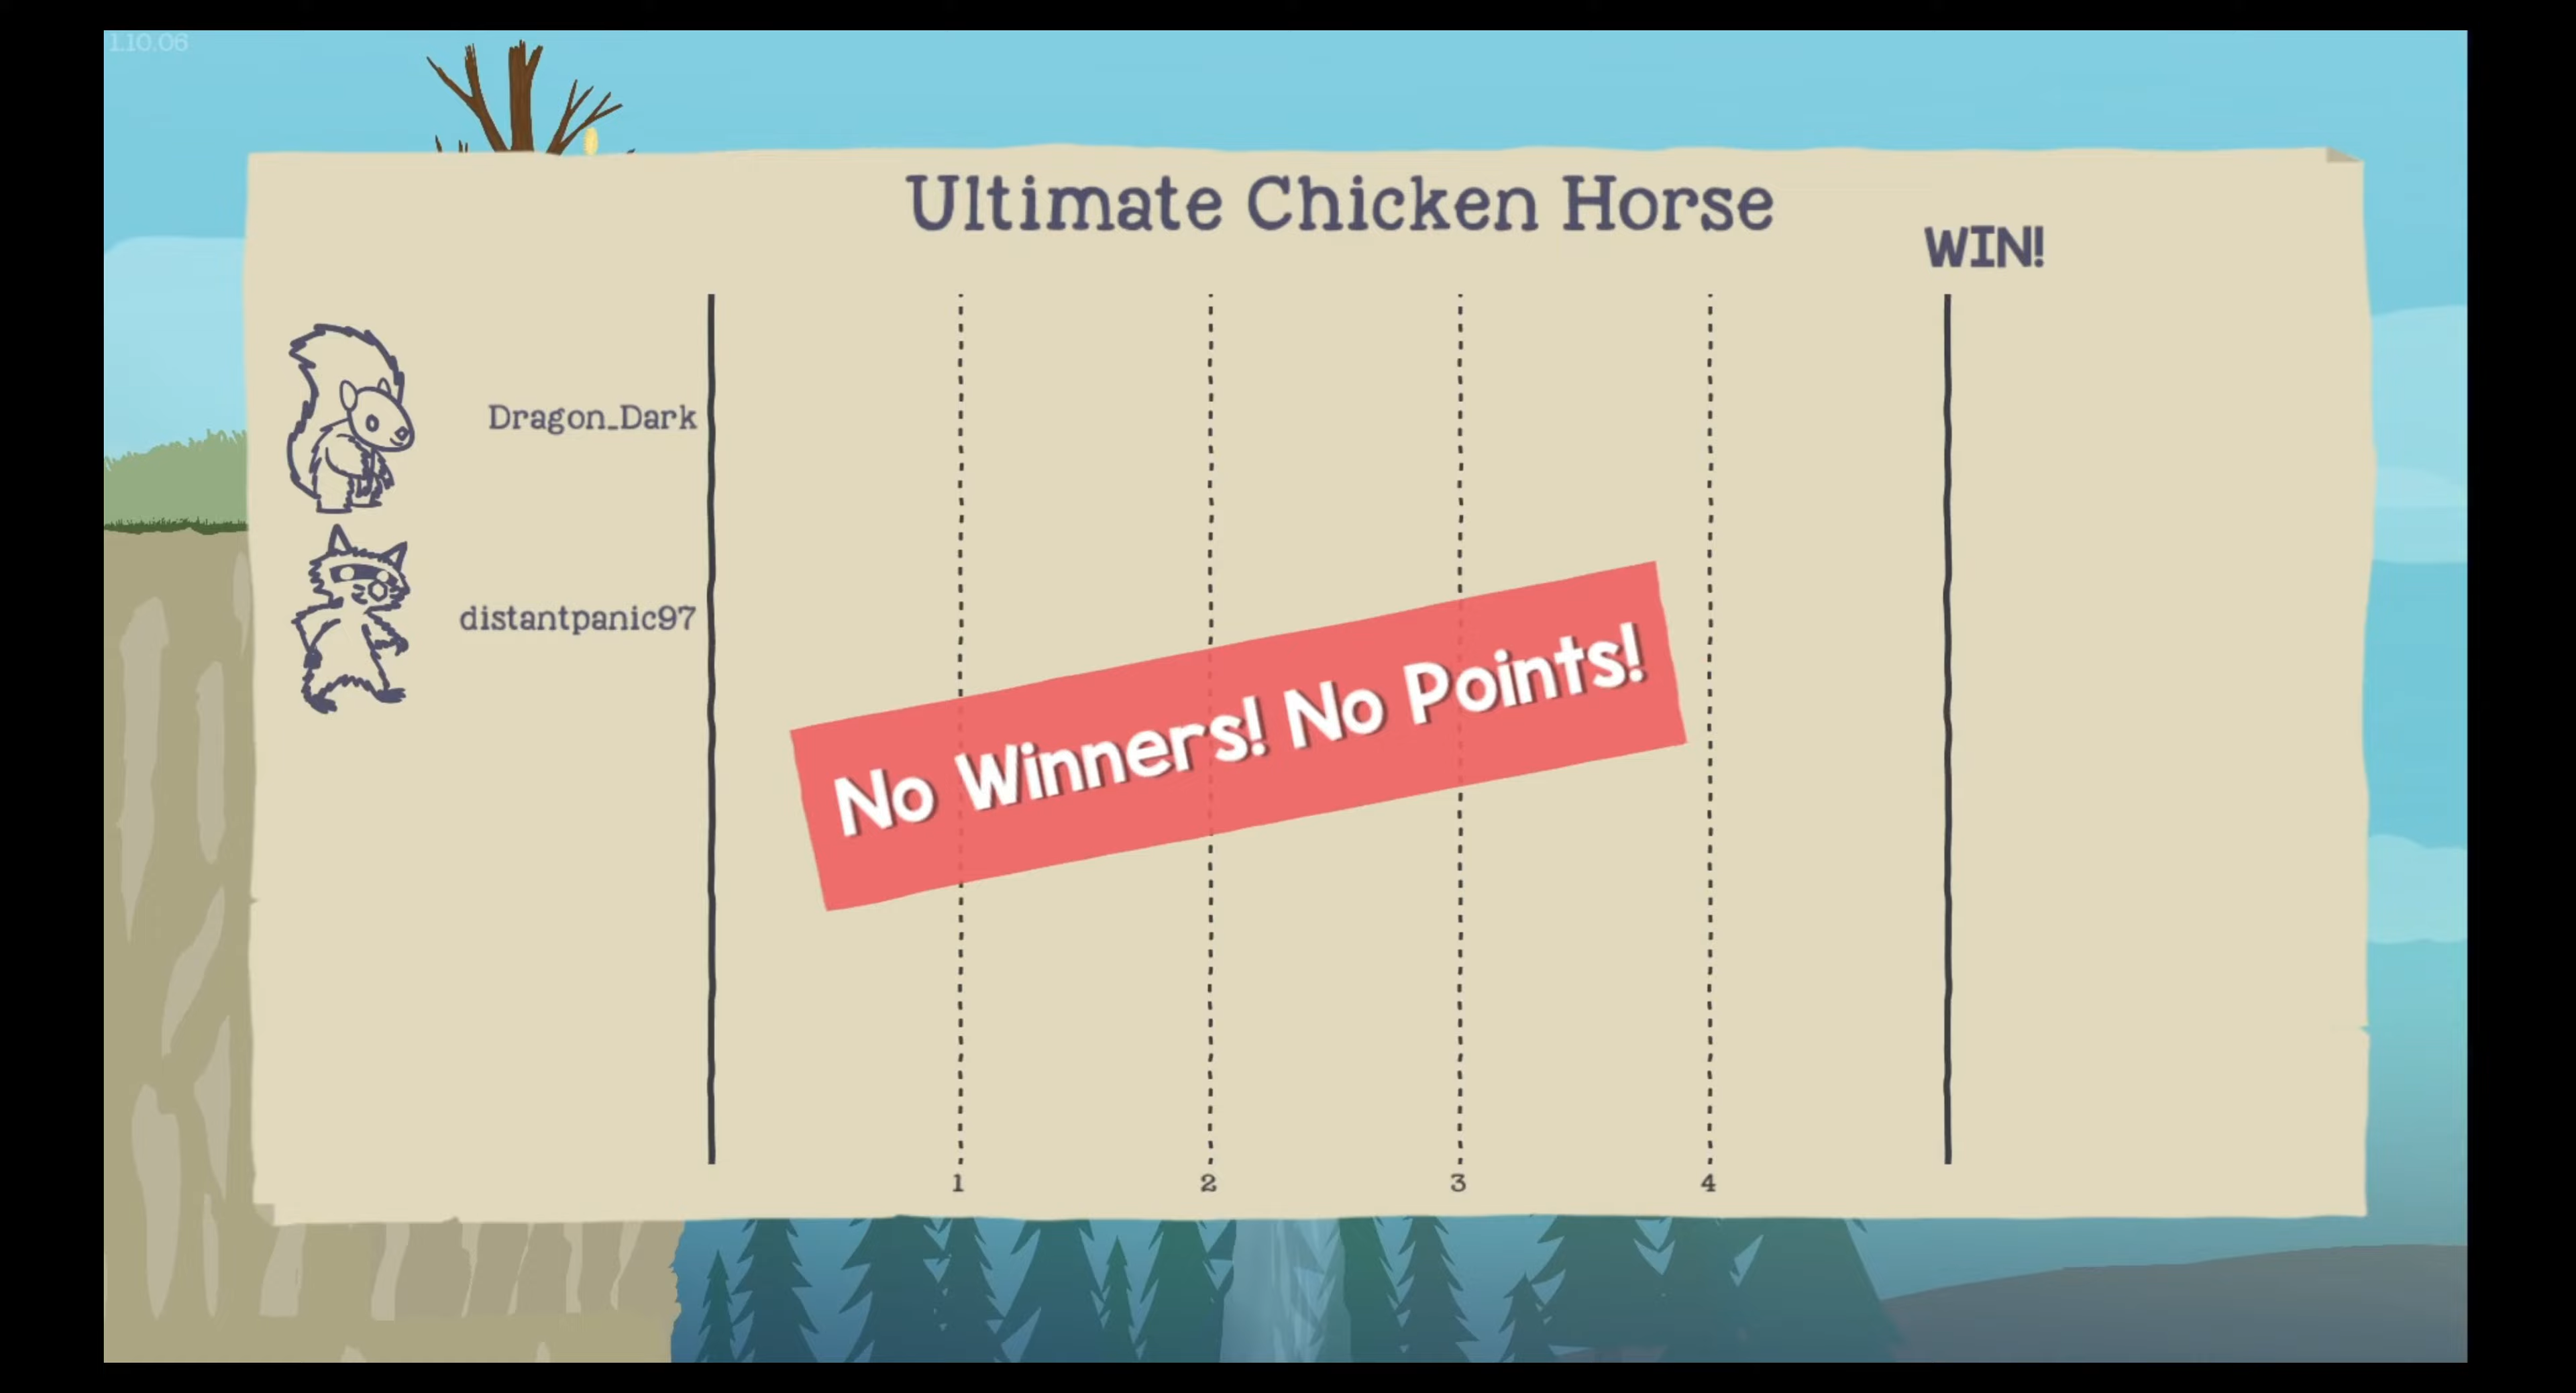 1.10.06
Ultimate Chicken Horse
WIN!
Dragon_Dark
distantpanic97
No Winners! No Points!
1 2 3 4